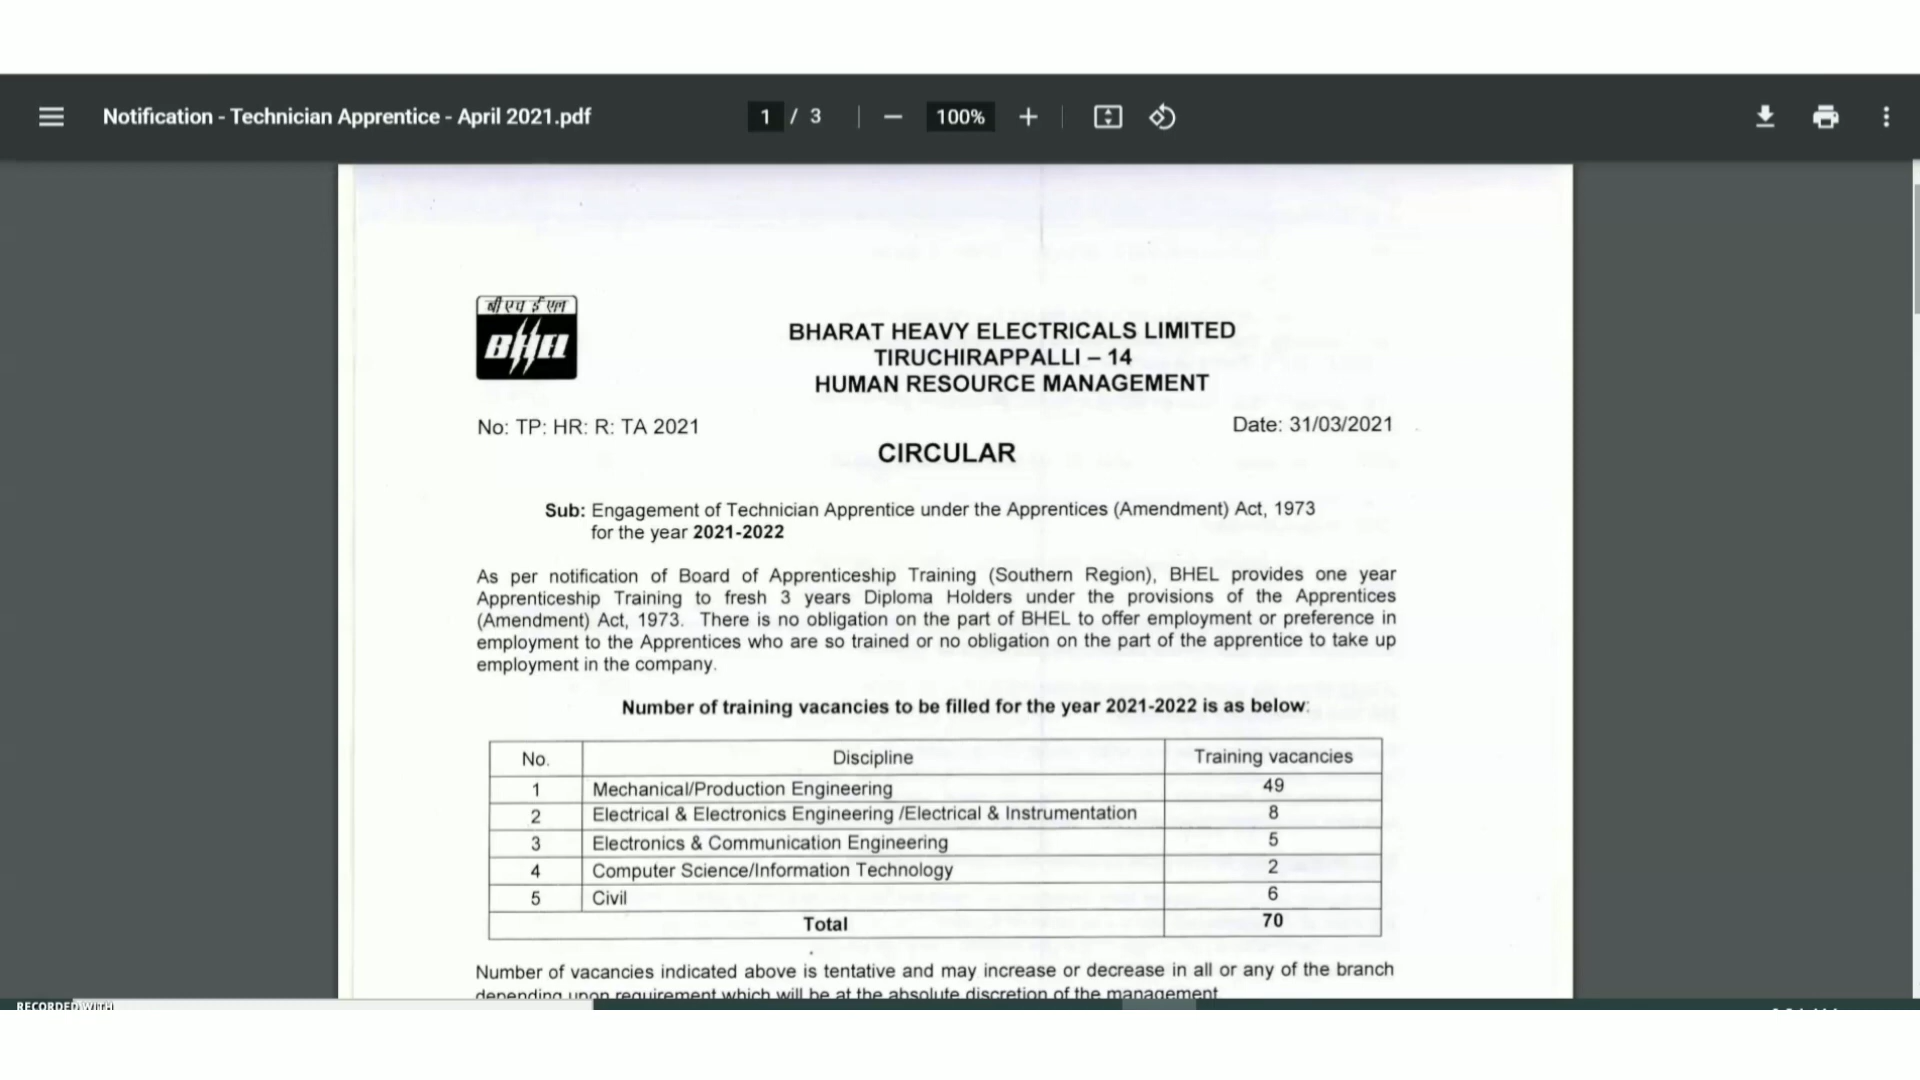 Notification - Technician Apprentice - April 2021.pdf
1 / 3
100%
बी एच ई एल
BHEL
BHARAT HEAVY ELECTRICALS LIMITED
TIRUCHIRAPPALLI – 14
HUMAN RESOURCE MANAGEMENT
No: TP: HR: R: TA 2021
Date: 31/03/2021
CIRCULAR
Sub: Engagement of Technician Apprentice under the Apprentices (Amendment) Act, 1973
for the year 2021-2022
As per notification of Board of Apprenticeship Training (Southern Region), BHEL provides one year
Apprenticeship Training to fresh 3 years Diploma Holders under the provisions of the Apprentices
(Amendment) Act, 1973. There is no obligation on the part of BHEL to offer employment or preference in
employment to the Apprentices who are so trained or no obligation on the part of the apprentice to take up
employment in the company.
Number of training vacancies to be filled for the year 2021-2022 is as below:
No. Discipline Training vacancies
1 Mechanical/Production Engineering 49
2 Electrical & Electronics Engineering /Electrical & Instrumentation 8
3 Electronics & Communication Engineering 5
4 Computer Science/Information Technology 2
5 Civil 6
Total 70
Number of vacancies indicated above is tentative and may increase or decrease in all or any of the branch
depending upon requirement which will be at the absolute discretion of the management
RECORDED WITH